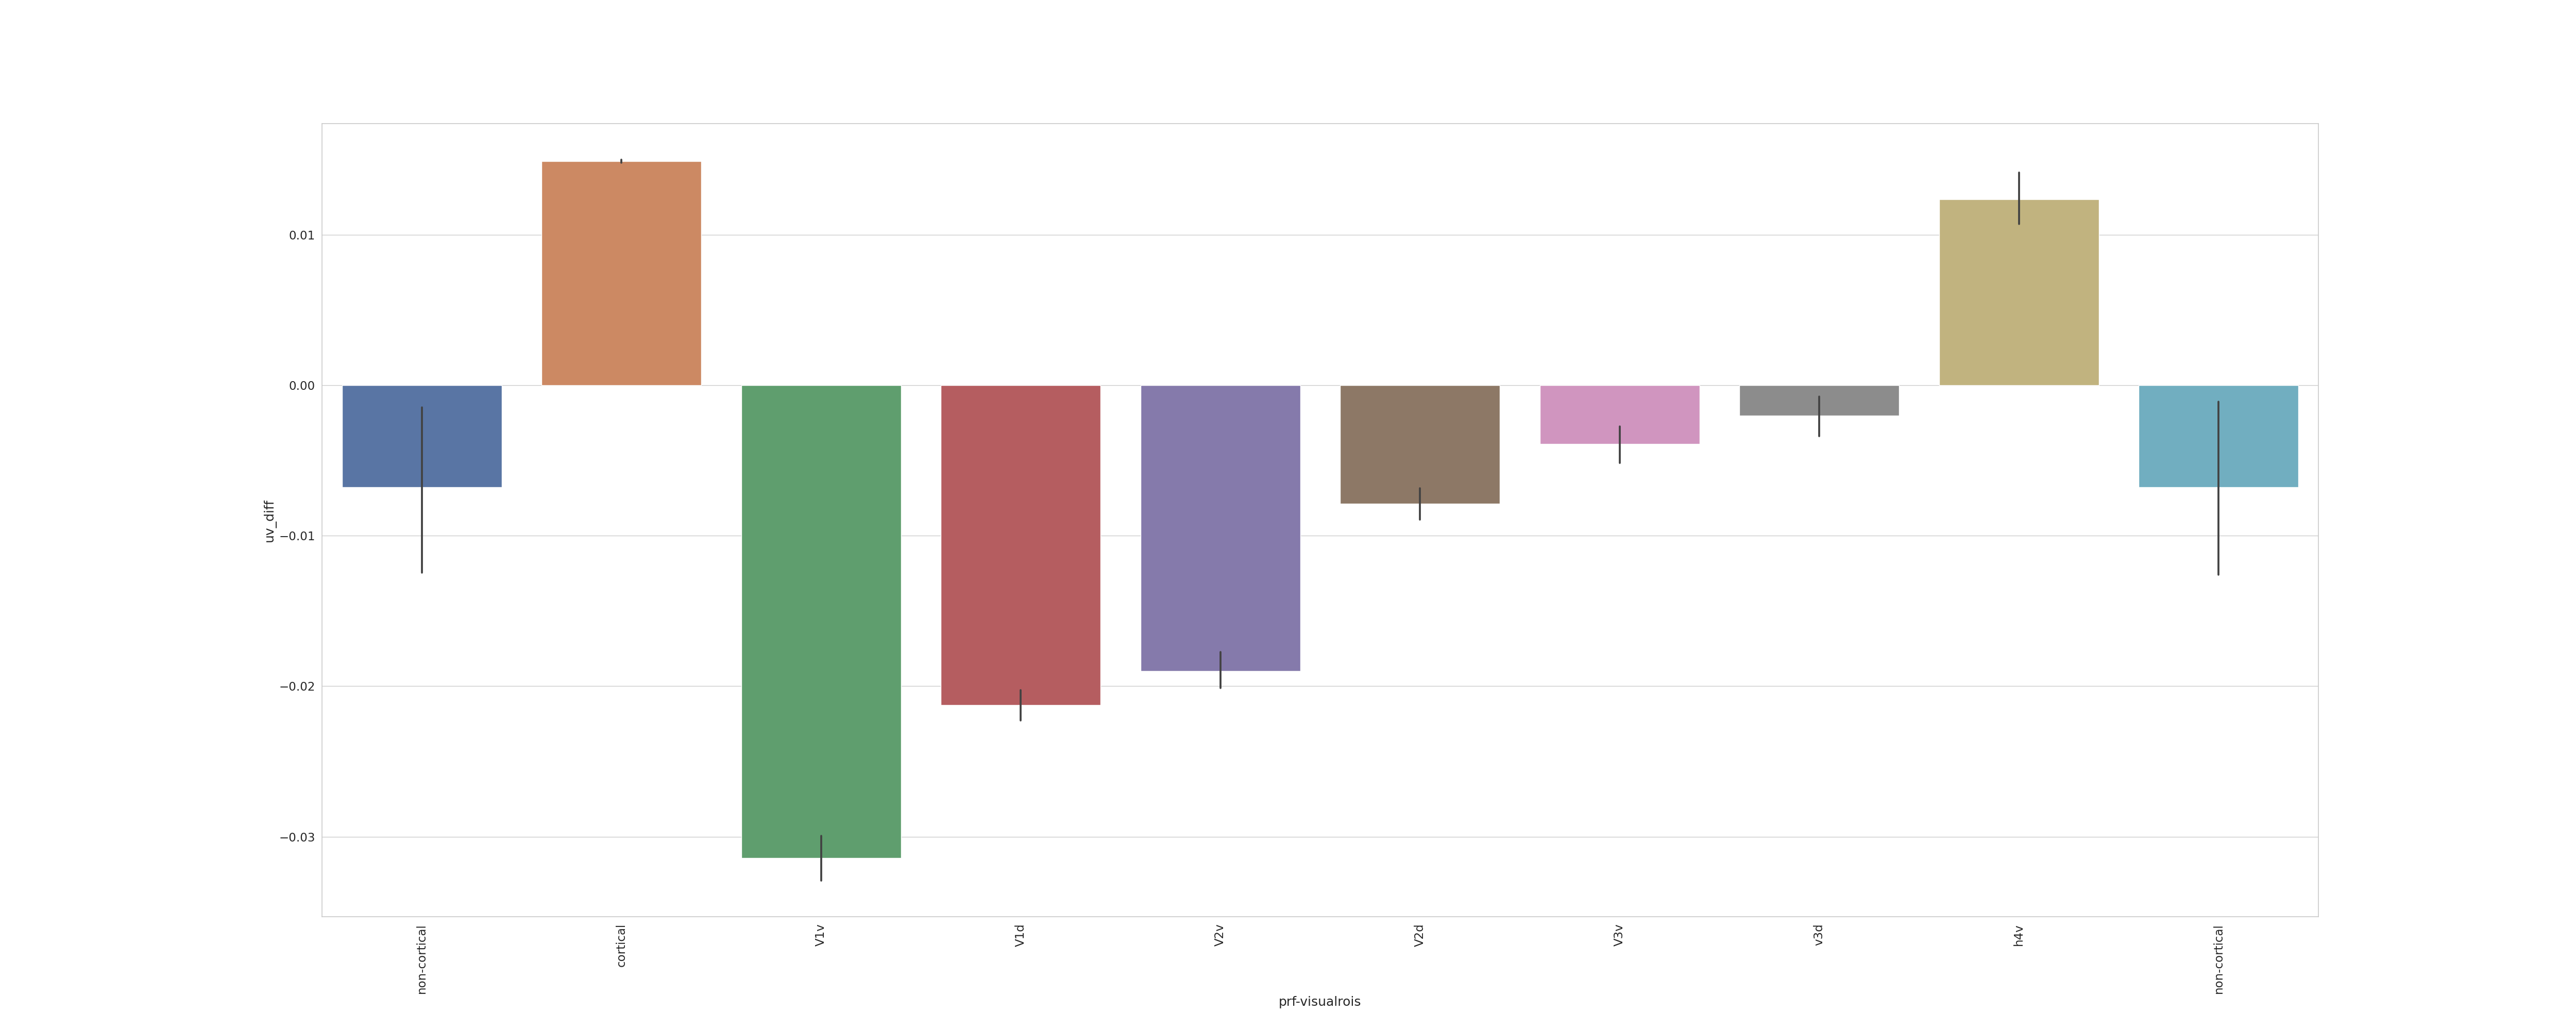 0.01
0.00
−0.01
−0.02
−0.03
uv_diff
non-cortical
cortical
V1v
V1d
V2v
V2d
V3v
v3d
h4v
non-cortical
prf-visualrois